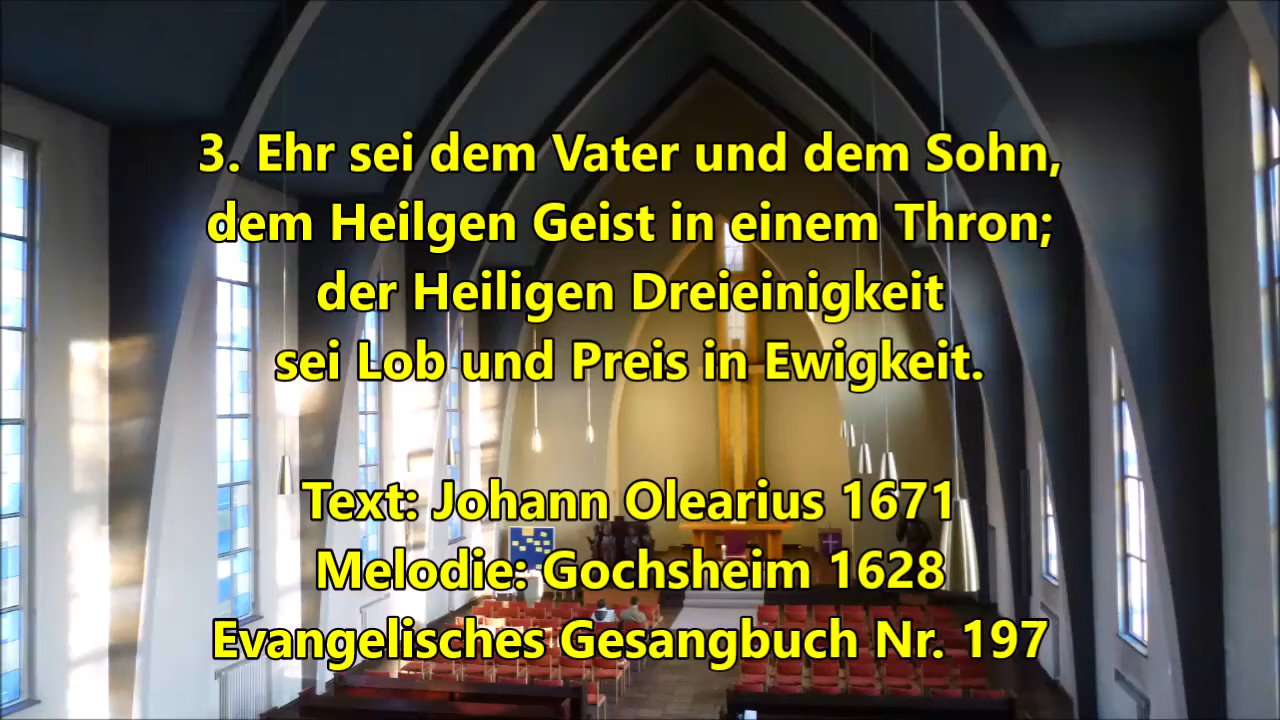 3. Ehr sei dem Vater und dem Sohn,
dem Heilgen Geist in einem Thron;
der Heiligen Dreieinigkeit
sei Lob und Preis in Ewigkeit.
Text: Johann Olearius 1671
Melodie: Gochsheim 1628
Evangelisches Gesangbuch Nr. 197